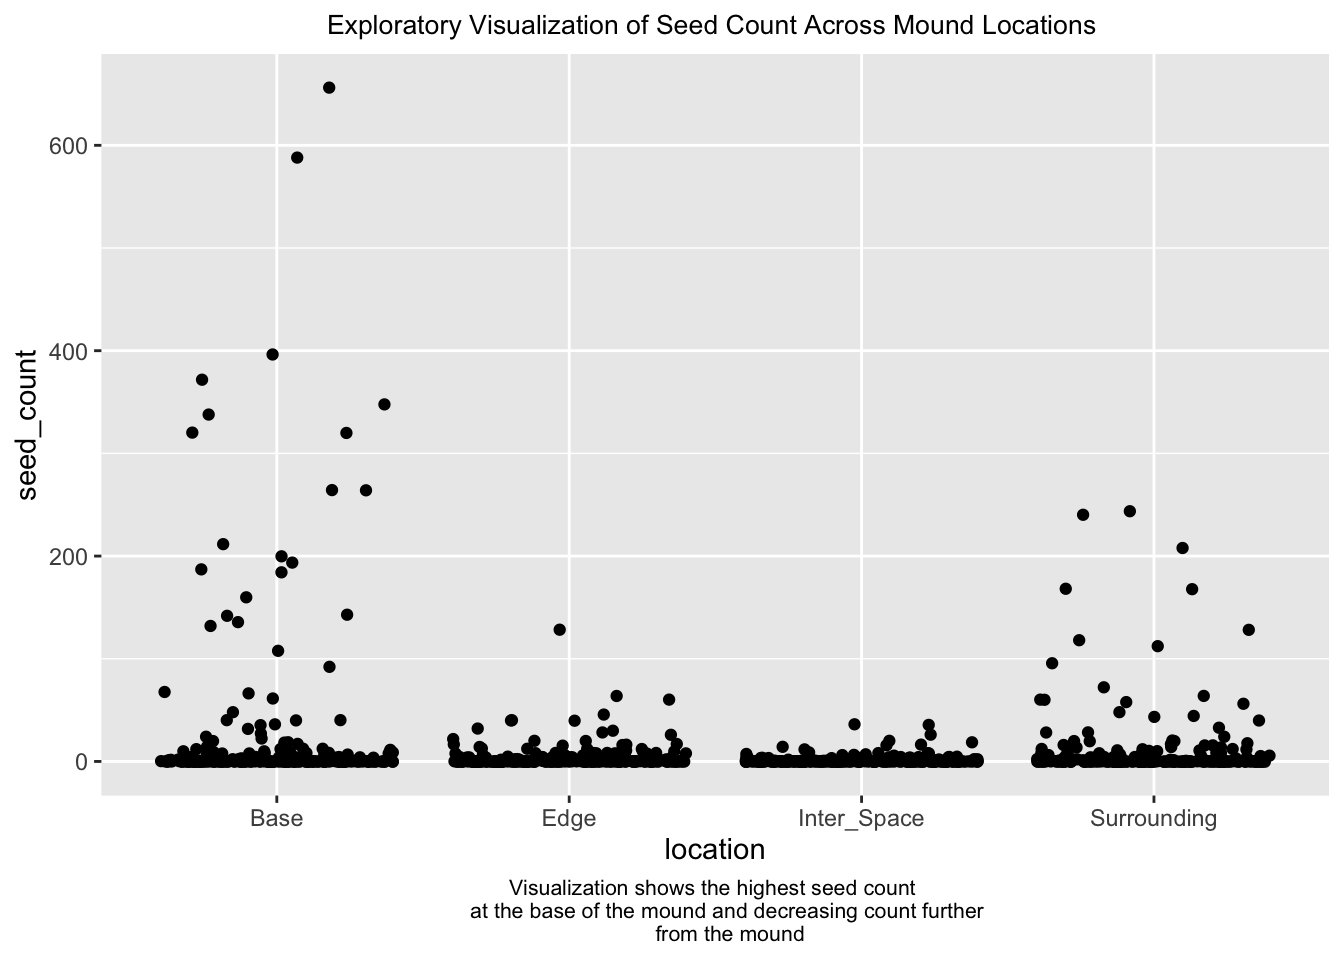 Exploratory Visualization of Seed Count Across Mound Locations
600
400
200
0
seed_count
Base Edge Inter_Space Surrounding
location
Visualization shows the highest seed count
at the base of the mound and decreasing count further
from the mound